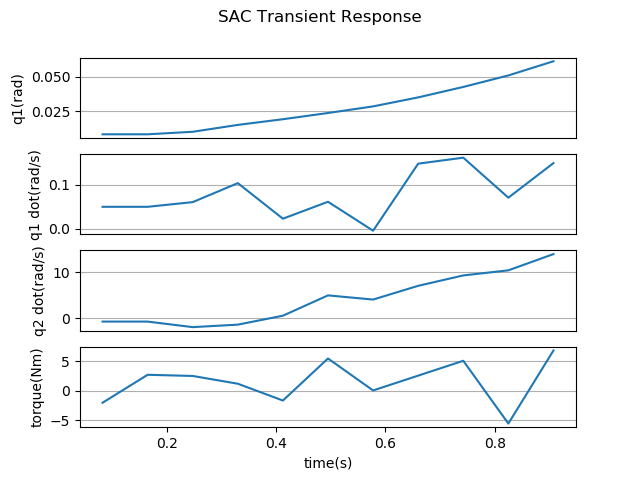 SAC Transient Response
q1(rad)
0.050
0.025
q1 dot(rad/s)
0.1
0.0
q2 dot(rad/s)
10
0
torque(Nm)
5
0
−5
0.2 0.4 0.6 0.8
time(s)